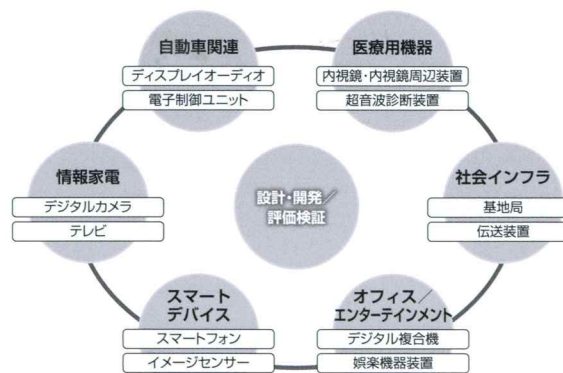 自動車関連
ディスプレイオーディオ
電子制御ユニット
医療用機器
内視鏡・内視鏡周辺装置
超音波診断装置
情報家電
デジタルカメラ
テレビ
設計・開発／
評価検証
社会インフラ
基地局
伝送装置
スマート
デバイス
スマートフォン
イメージセンサー
オフィス／
エンターテインメント
デジタル複合機
娯楽機器装置